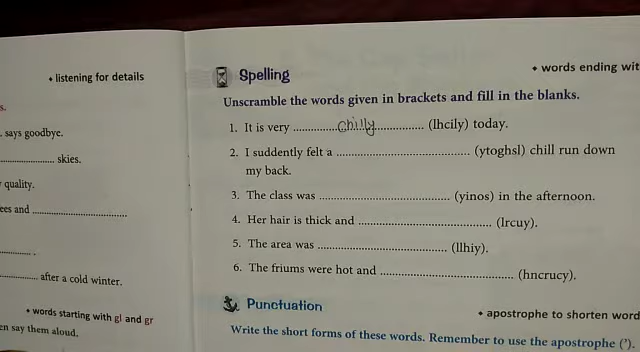 • listening for details
s.
says goodbye.
skies.
quality.
ees and
after a cold winter.
• words starting with gl and gr
en say them aloud.
Spelling
• words ending wit
Unscramble the words given in brackets and fill in the blanks.
1. It is very ..............chilly.............. (lhcily) today.
2. I suddently felt a ........................................ (ytoghsl) chill run down
my back.
3. The class was ........................................ (yinos) in the afternoon.
4. Her hair is thick and ........................................ (lrcuy).
5. The area was ........................................ (llhiy).
6. The friums were hot and ........................................ (hncrucy).
Punctuation
• apostrophe to shorten word
Write the short forms of these words. Remember to use the apostrophe (').